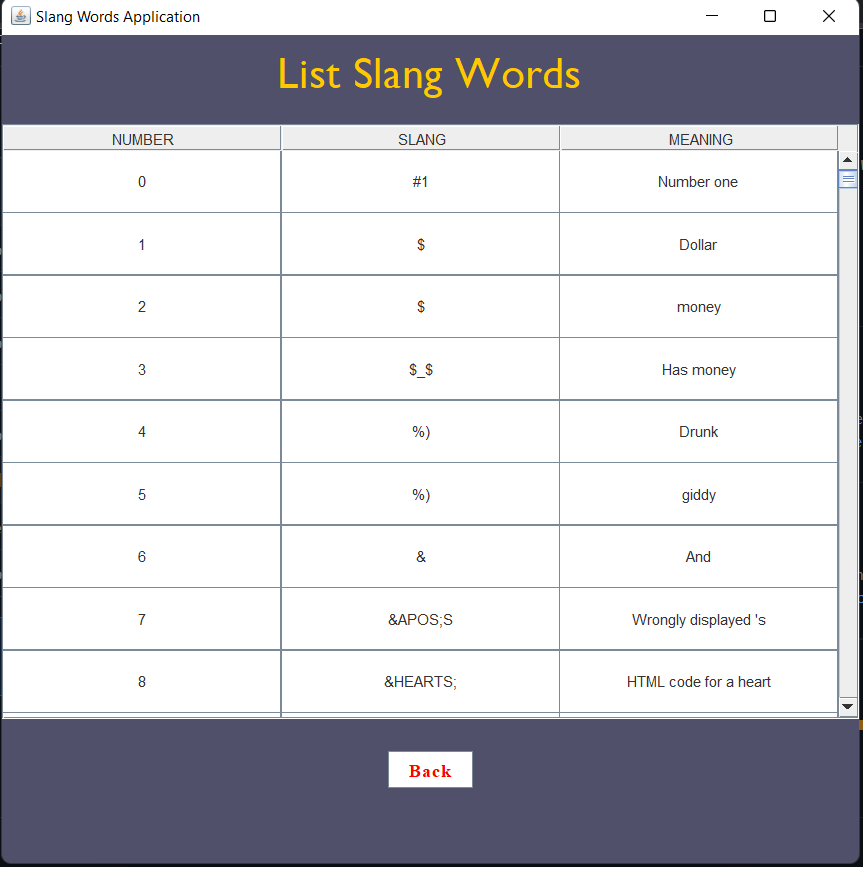 Slang Words Application
List Slang Words
NUMBER SLANG MEANING
0 #1 Number one
1 $ Dollar
2 $ money
3 $_$ Has money
4 %) Drunk
5 %) giddy
6 & And
7 &APOS;S Wrongly displayed 's
8 &HEARTS; HTML code for a heart
Back